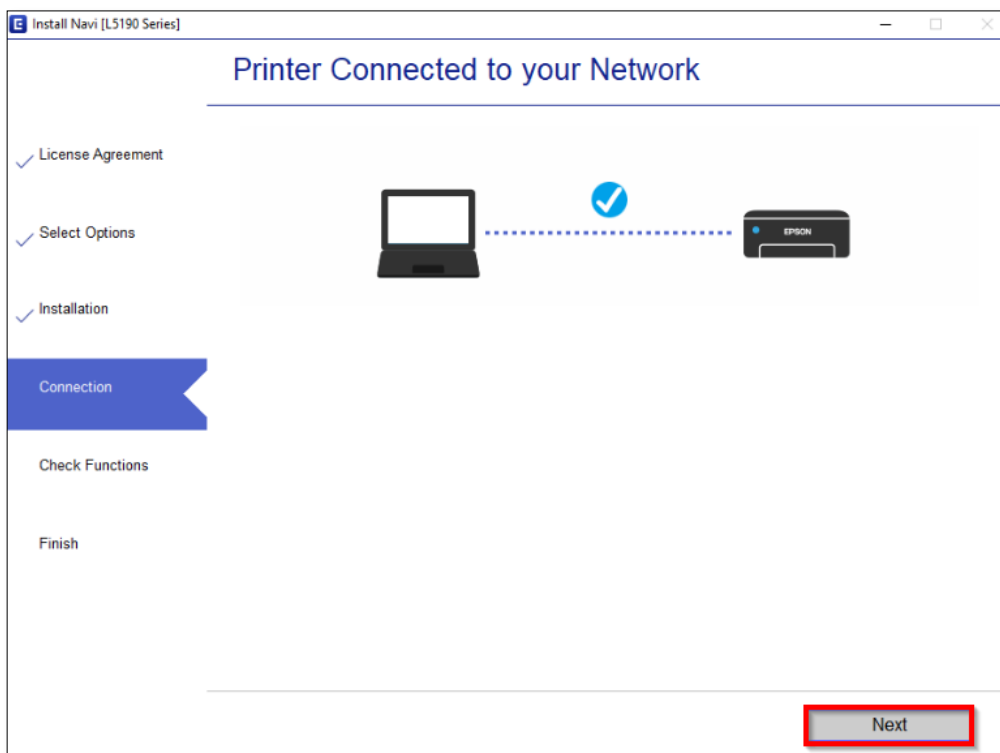 Install Navi [L5190 Series]
Printer Connected to your Network
License Agreement
Select Options
Installation
Connection
Check Functions
Finish
EPSON
Next